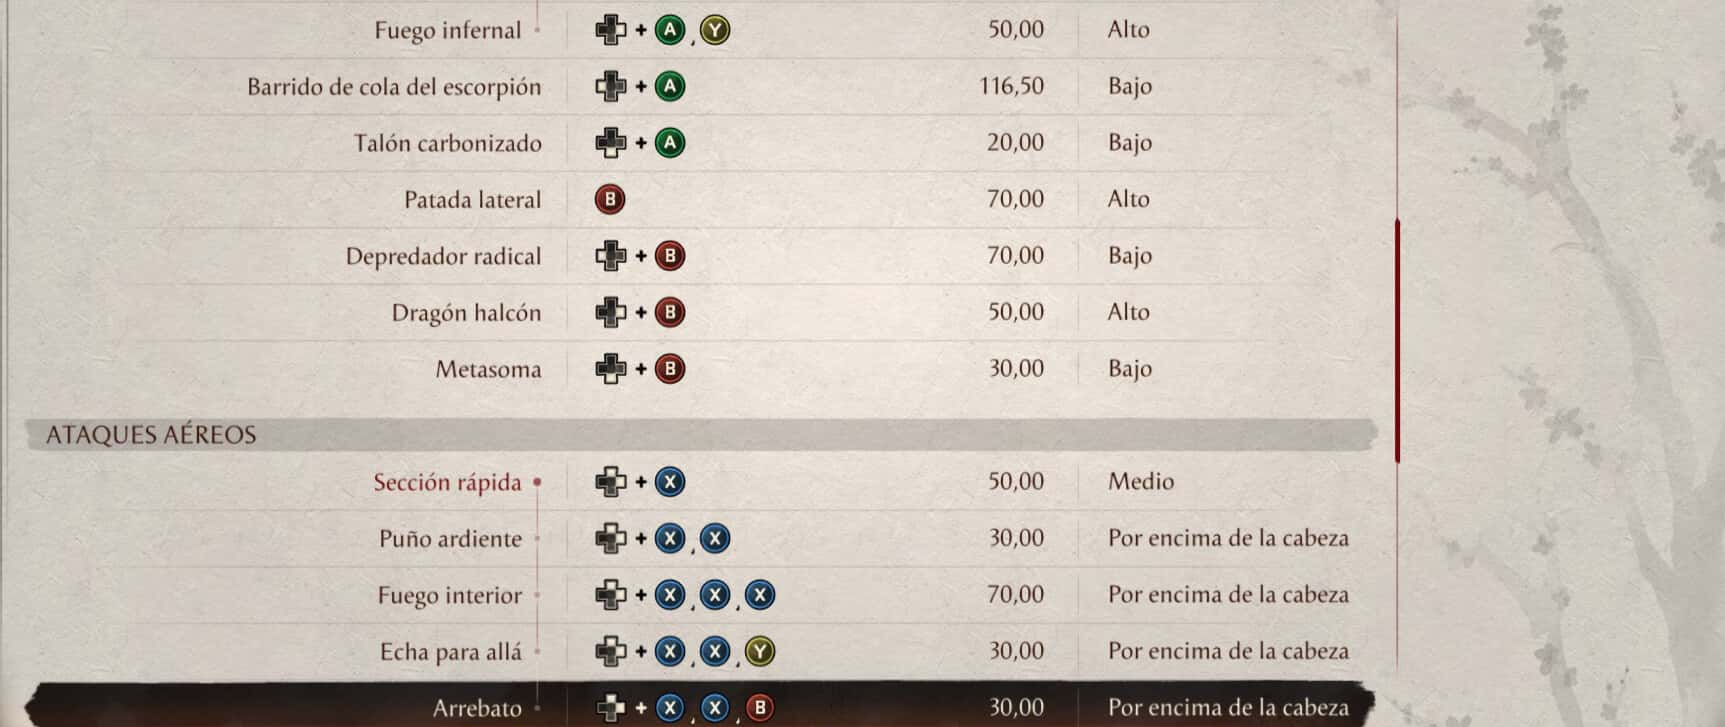 Fuego infernal + A , Y 50,00 Alto
Barrido de cola del escorpión + A 116,50 Bajo
Talón carbonizado + A 20,00 Bajo
Patada lateral B 70,00 Alto
Depredador radical + B 70,00 Bajo
Dragón halcón + B 50,00 Alto
Metasoma + B 30,00 Bajo
ATAQUES AÉREOS
Sección rápida + X 50,00 Medio
Puño ardiente + X , X 30,00 Por encima de la cabeza
Fuego interior + X , X , X 70,00 Por encima de la cabeza
Echa para allá + X , X , Y 30,00 Por encima de la cabeza
Arrebato + X , X , B 30,00 Por encima de la cabeza